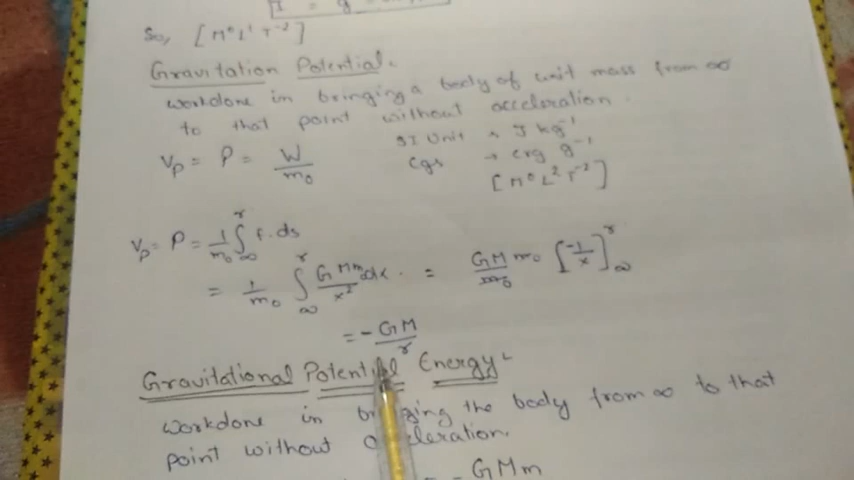 So, [M⁰L¹T⁻²]
Gravitation Potential.
workdone in bringing a body of unit mass from ∞
to that point without acceleration.
Vp = P = W/m₀
SI Unit → J kg⁻¹
Cgs → erg g⁻¹
[M⁰L²T⁻²]
Vp = P = 1/m₀ ∫∞^r f.ds
= 1/m₀ ∫∞^r GMm₀/x² dx. = GM/m₀ m₀ [-1/x]∞^r
= -GM/r
Gravitational Potential Energy
workdone in bringing the body from ∞ to that
point without acceleration.
- GMm